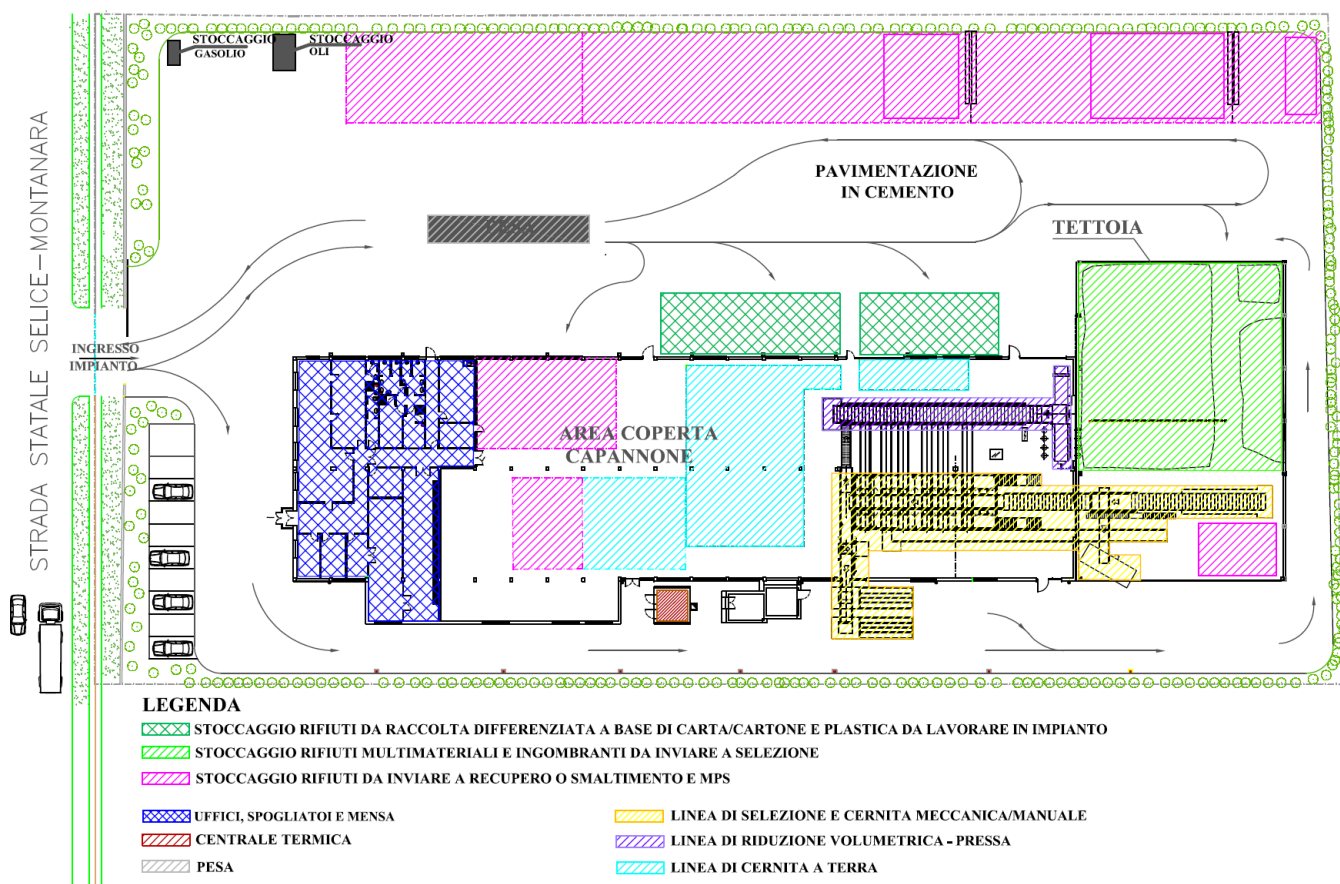 STOCCAGGIO
GASOLIO
STOCCAGGIO
OLI
STRADA STATALE SELICE-MONTANARA
PAVIMENTAZIONE
IN CEMENTO
PESA
TETTOIA
INGRESSO
IMPIANTO
AREA COPERTA
CAPANNONE
LEGENDA
STOCCAGGIO RIFIUTI DA RACCOLTA DIFFERENZIATA A BASE DI CARTA/CARTONE E PLASTICA DA LAVORARE IN IMPIANTO
STOCCAGGIO RIFIUTI MULTIMATERIALI E INGOMBRANTI DA INVIARE A SELEZIONE
STOCCAGGIO RIFIUTI DA INVIARE A RECUPERO O SMALTIMENTO E MPS
UFFICI, SPOGLIATOI E MENSA
CENTRALE TERMICA
PESA
LINEA DI SELEZIONE E CERNITA MECCANICA/MANUALE
LINEA DI RIDUZIONE VOLUMETRICA - PRESSA
LINEA DI CERNITA A TERRA